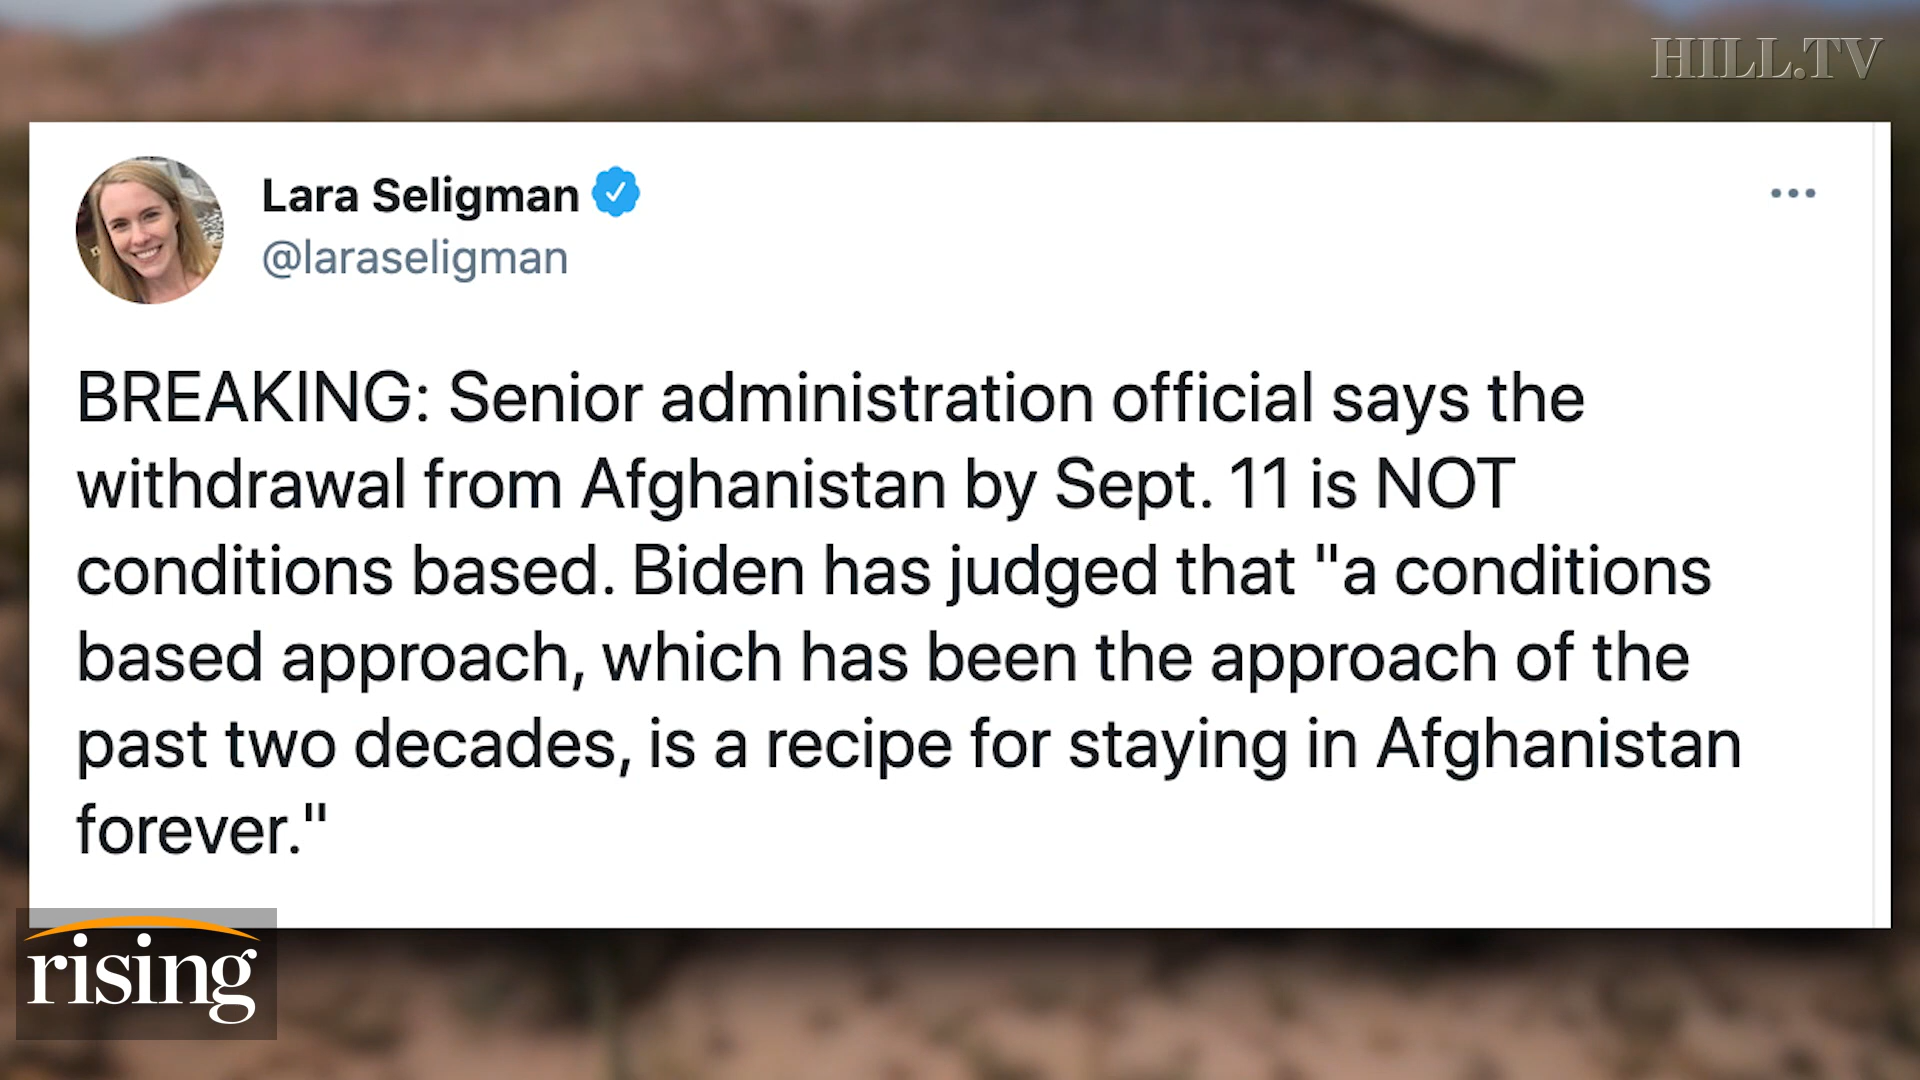 HILL.TV
Lara Seligman
@laraseligman
BREAKING: Senior administration official says the
withdrawal from Afghanistan by Sept. 11 is NOT
conditions based. Biden has judged that "a conditions
based approach, which has been the approach of the
past two decades, is a recipe for staying in Afghanistan
forever."
rising